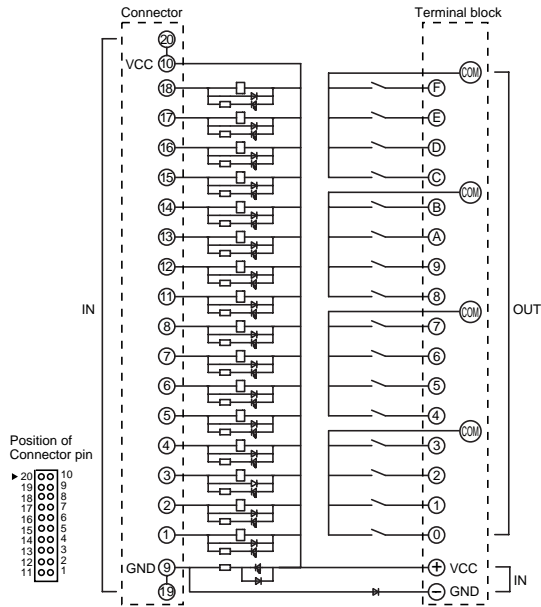 Connector Terminal block
20
VCC 10 COM
18 F
17 E
16 D
15 C
COM
14 B
13 A
12 9
11 8
IN OUT
COM
8 7
7 6
6 5
5 4
COM
4 3
3 2
2 1
1 0
GND 9 + VCC
IN
19 − GND
Position of
Connector pin
20 10
19 9
18 8
17 7
16 6
15 5
14 4
13 3
12 2
11 1